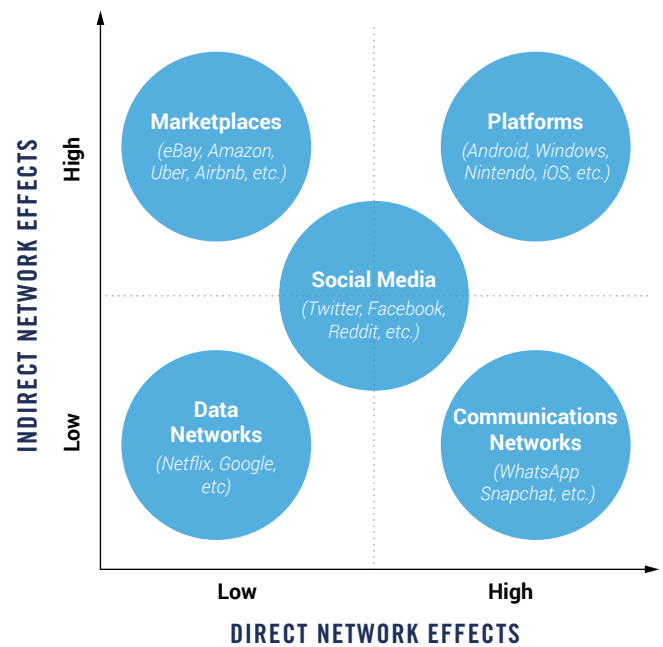 INDIRECT NETWORK EFFECTS
High
Low
Marketplaces
(eBay, Amazon,
Uber, Airbnb, etc.)
Platforms
(Android, Windows,
Nintendo, iOS, etc.)
Social Media
(Twitter, Facebook,
Reddit, etc.)
Data
Networks
(Netflix, Google,
etc)
Communications
Networks
(WhatsApp
Snapchat, etc.)
Low
High
DIRECT NETWORK EFFECTS